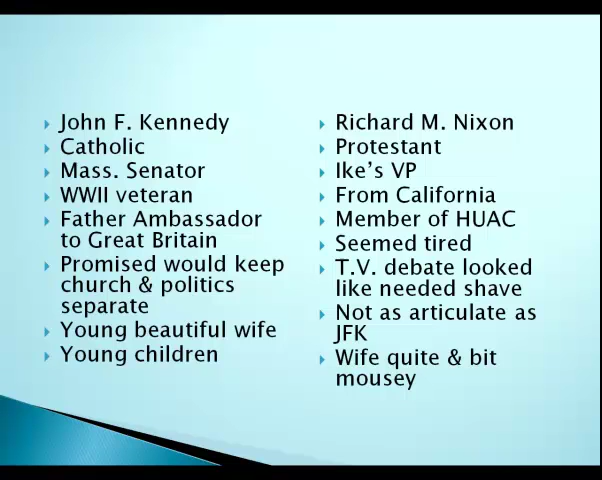 John F. Kennedy
Catholic
Mass. Senator
WWII veteran
Father Ambassador
to Great Britain
Promised would keep
church & politics
separate
Young beautiful wife
Young children
Richard M. Nixon
Protestant
Ike's VP
From California
Member of HUAC
Seemed tired
T.V. debate looked
like needed shave
Not as articulate as
JFK
Wife quite & bit
mousey